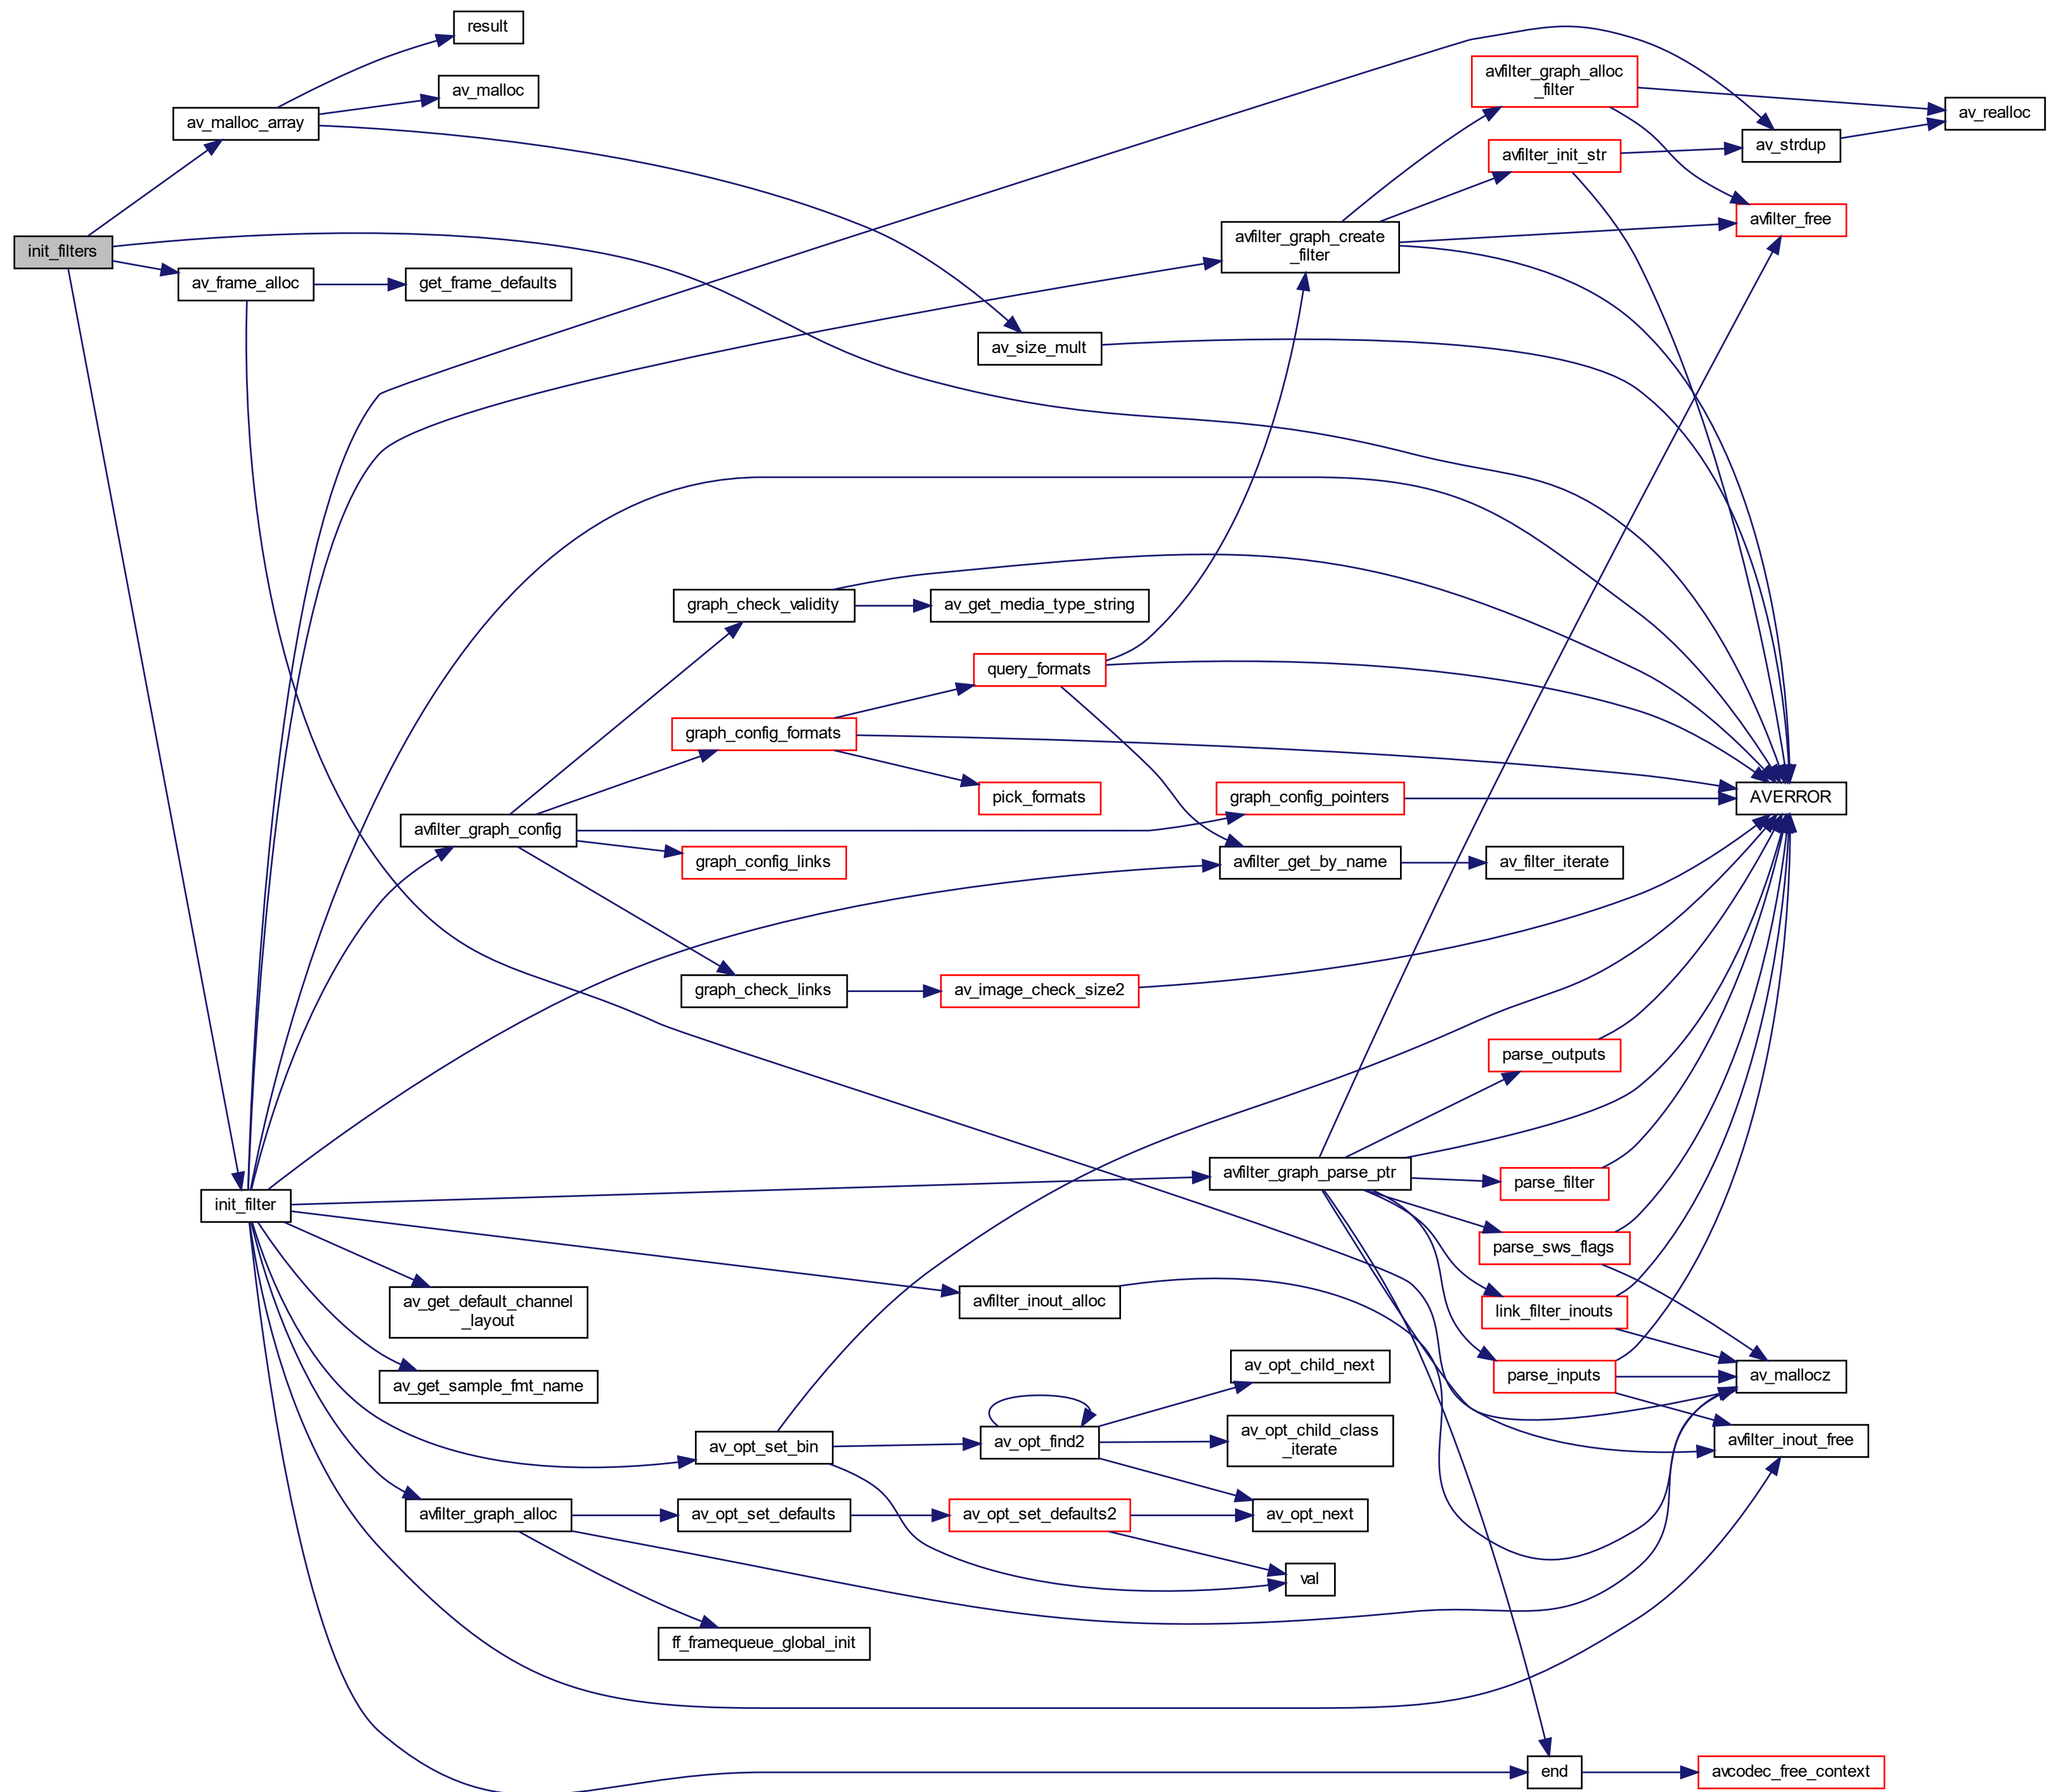 result
av_malloc
av_malloc_array
avfilter_graph_alloc
_filter
av_realloc
av_strdup
avfilter_init_str
avfilter_free
init_filters
avfilter_graph_create
_filter
av_frame_alloc
get_frame_defaults
av_size_mult
graph_check_validity
av_get_media_type_string
query_formats
graph_config_formats
pick_formats
graph_config_pointers
AVERROR
avfilter_graph_config
graph_config_links
avfilter_get_by_name
av_filter_iterate
graph_check_links
av_image_check_size2
parse_outputs
avfilter_graph_parse_ptr
parse_filter
init_filter
parse_sws_flags
av_get_default_channel
_layout
avfilter_inout_alloc
link_filter_inouts
av_get_sample_fmt_name
av_opt_child_next
parse_inputs
av_mallocz
av_opt_set_bin
av_opt_find2
av_opt_child_class
_iterate
avfilter_inout_free
avfilter_graph_alloc
av_opt_set_defaults
av_opt_set_defaults2
av_opt_next
val
ff_framequeue_global_init
end
avcodec_free_context